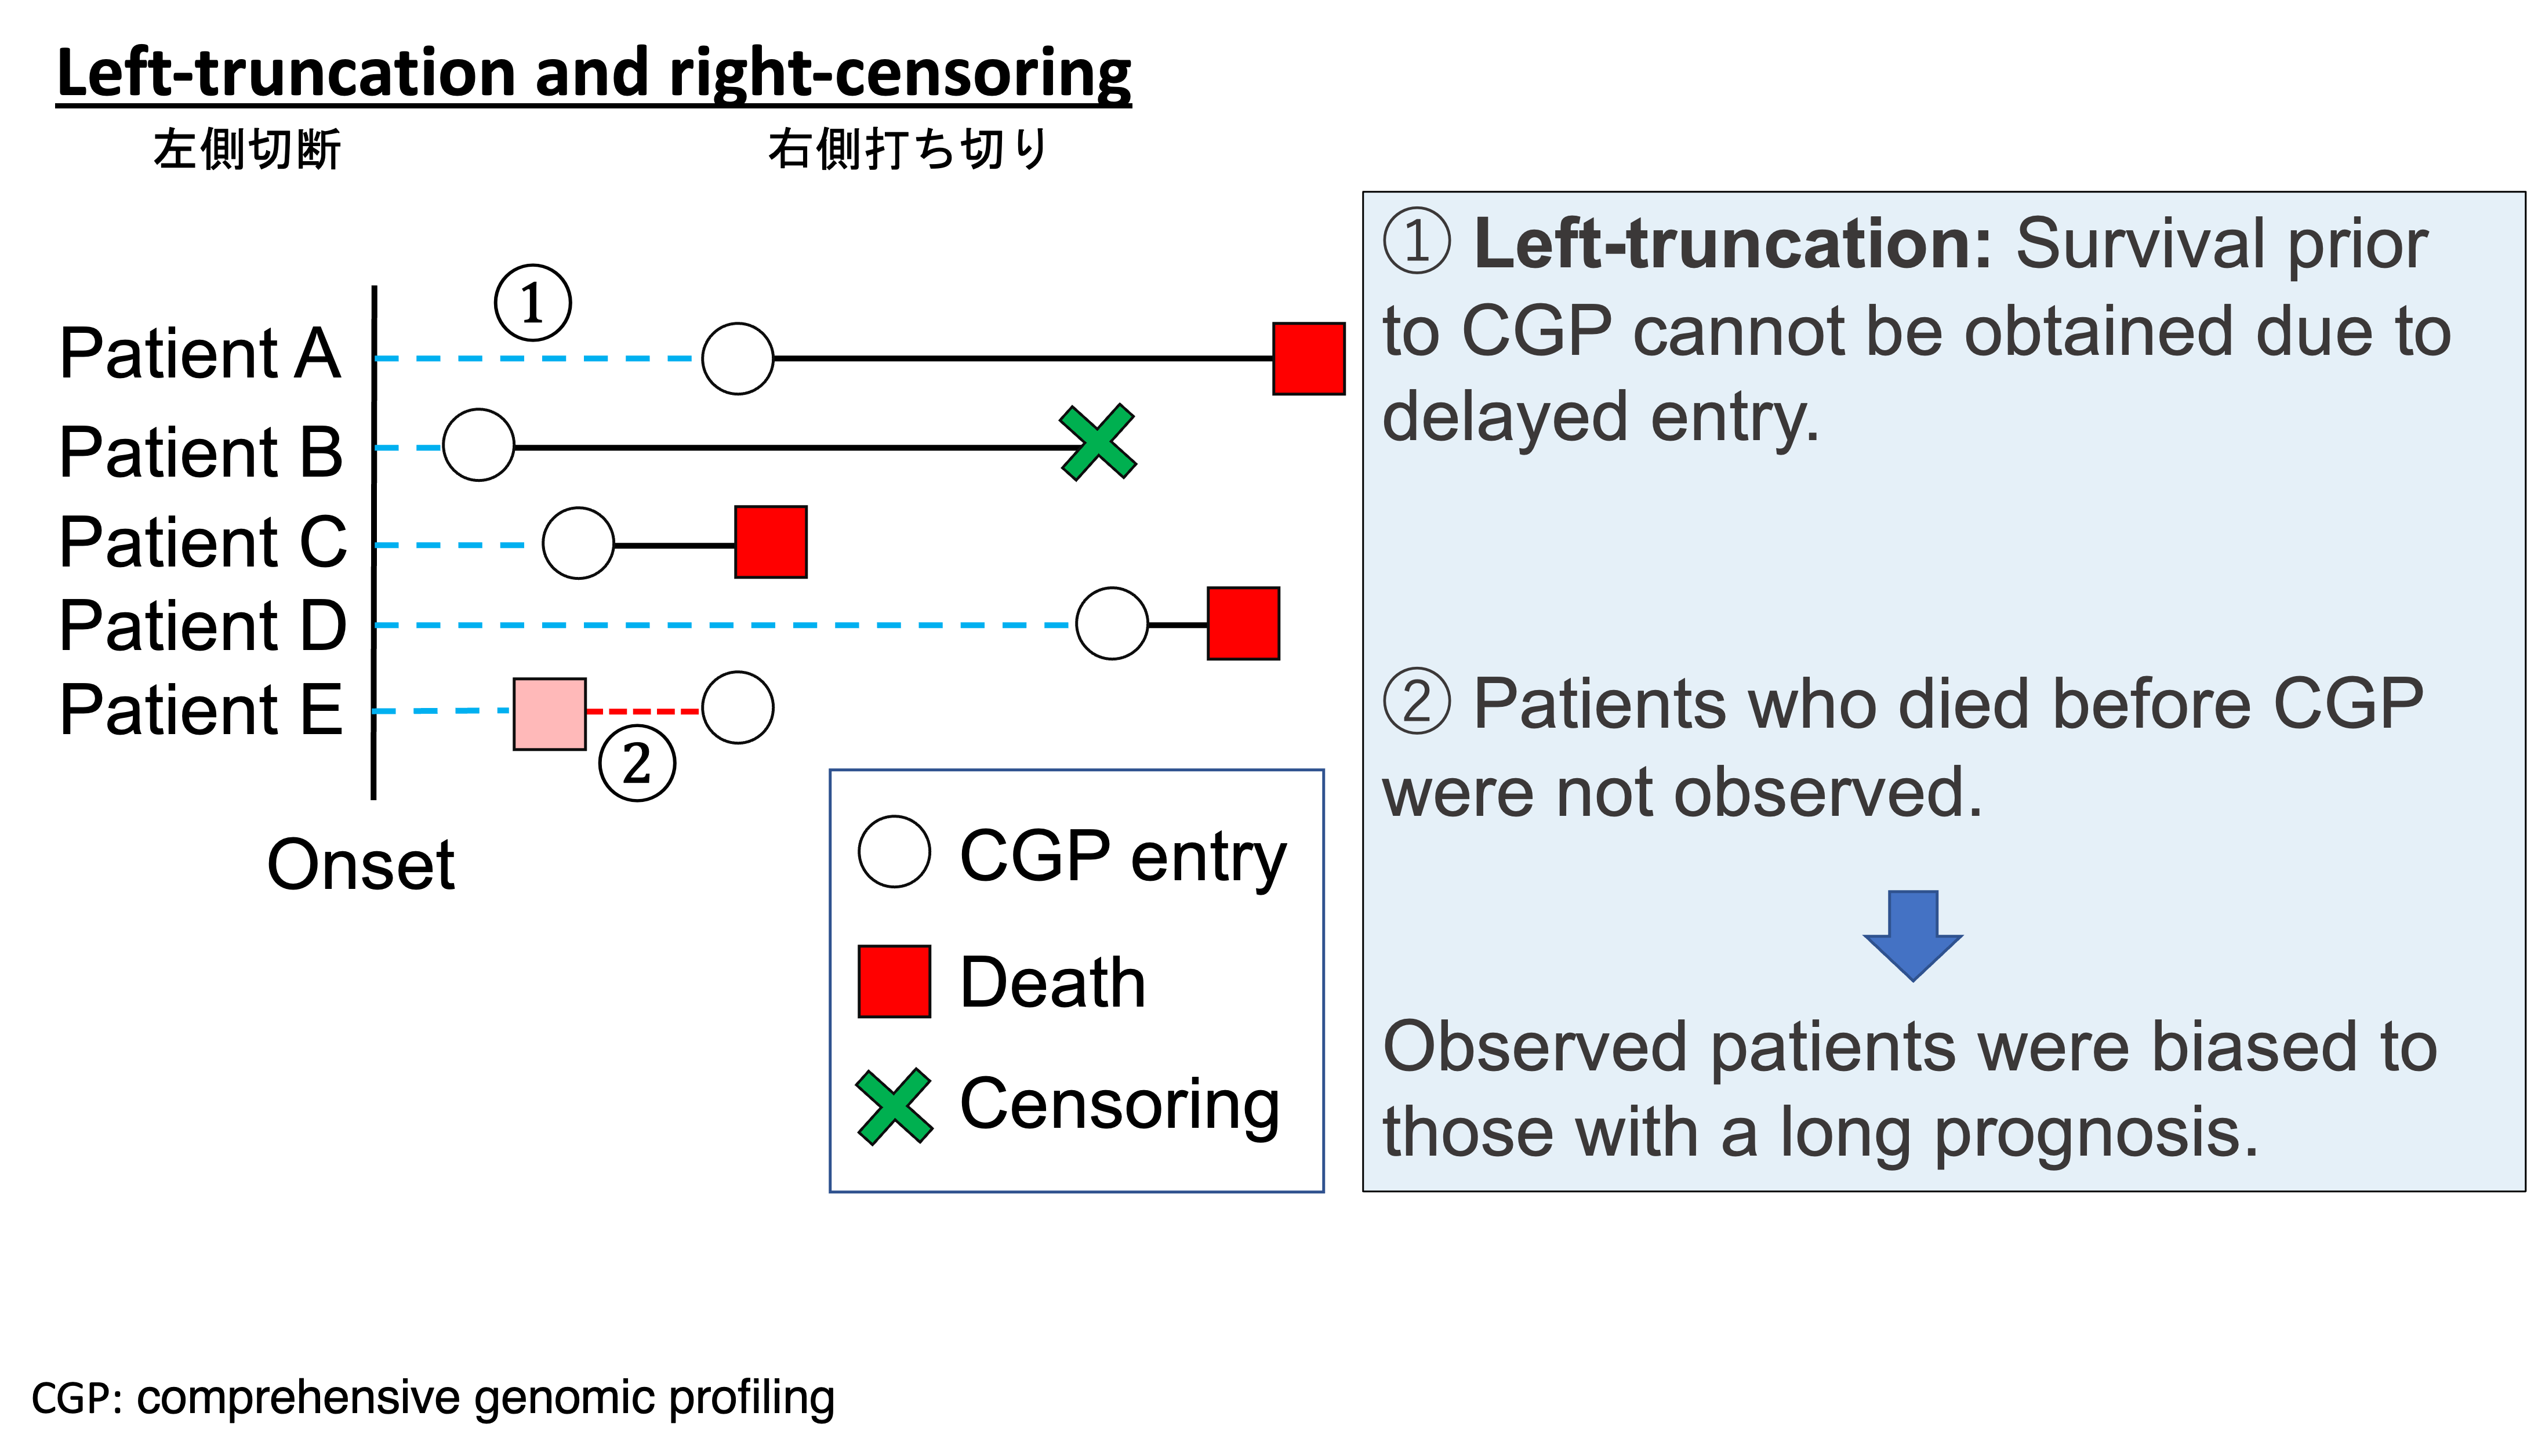 Left-truncation and right-censoring
左側切断 右側打ち切り
①
Patient A
Patient B
Patient C
Patient D
Patient E
②
Onset
CGP entry
Death
Censoring
① Left-truncation: Survival prior
to CGP cannot be obtained due to
delayed entry.
② Patients who died before CGP
were not observed.
Observed patients were biased to
those with a long prognosis.
CGP: comprehensive genomic profiling